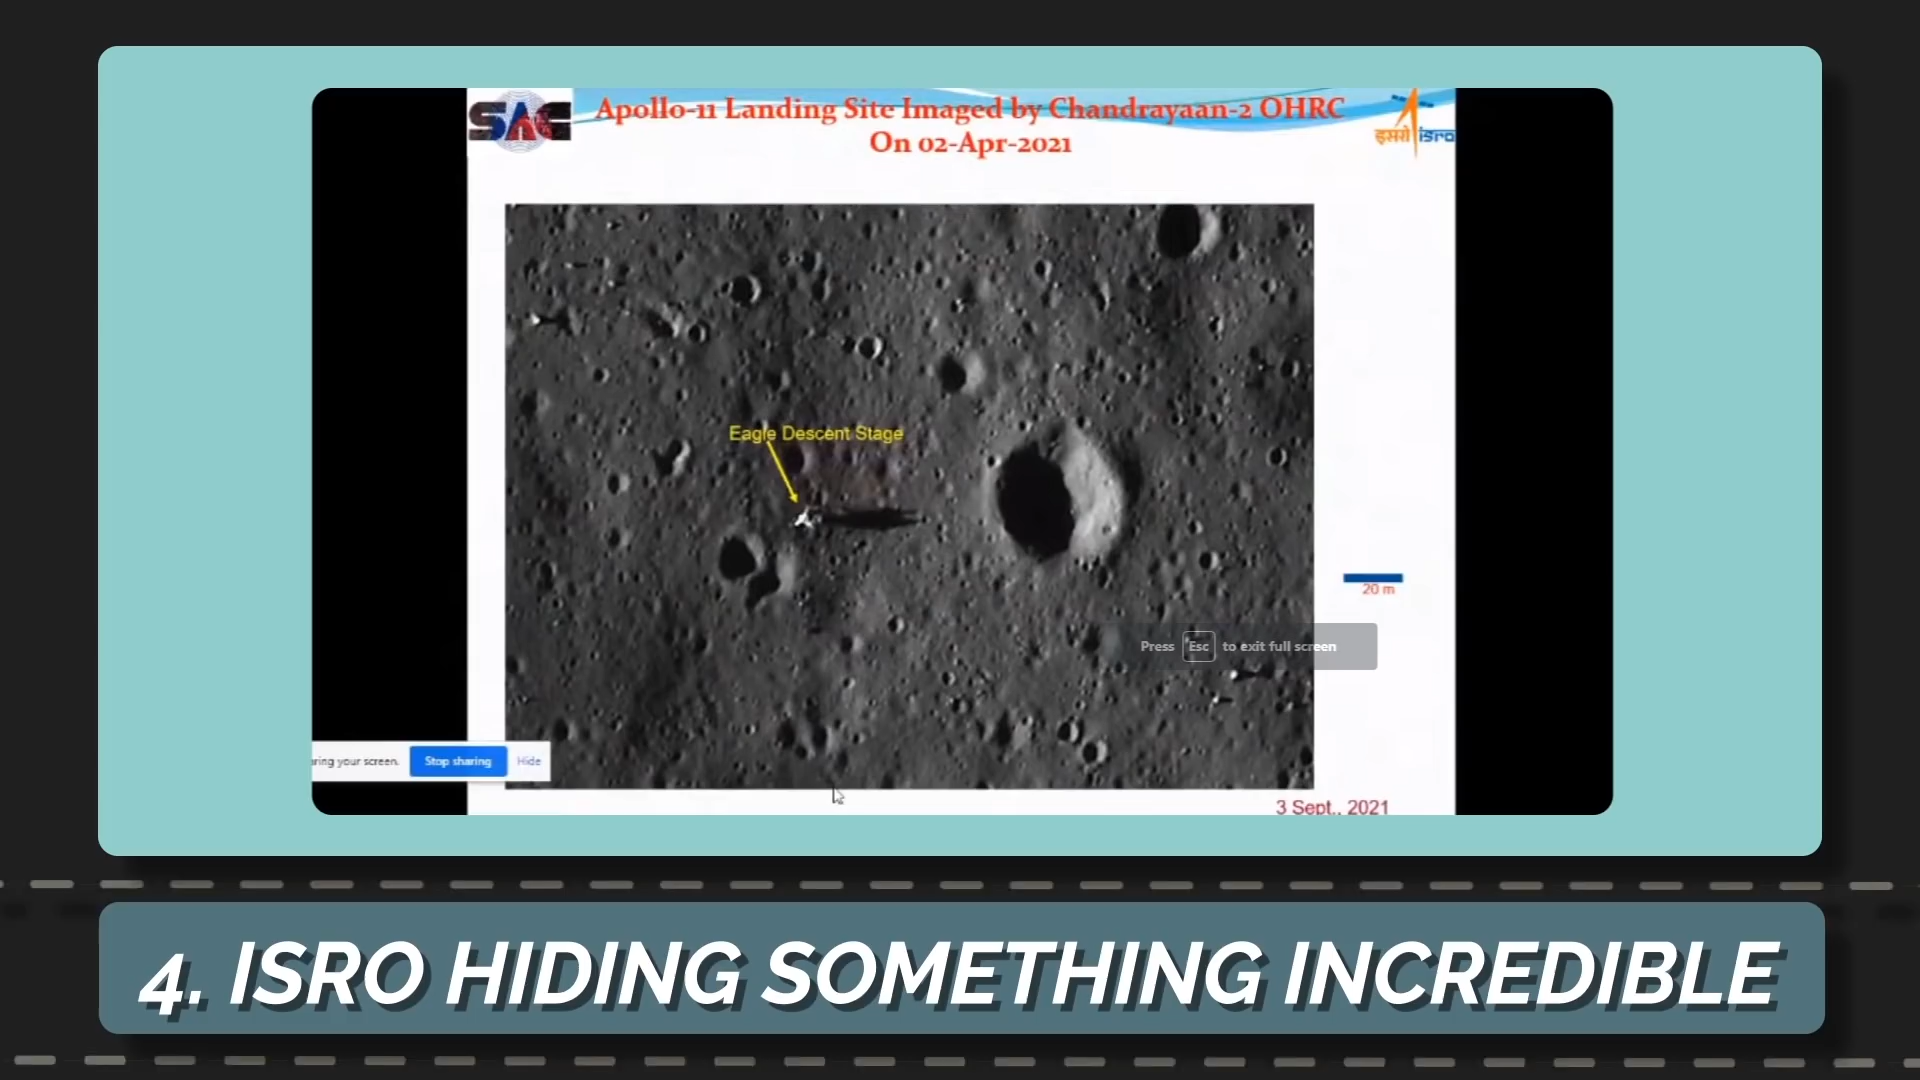 SAC
Apollo-11 Landing Site Imaged by Chandrayaan-2 OHRC
On 02-Apr-2021
इसरो isro
Eagle Descent Stage
20 m
Press Esc to exit full screen
aring your screen. Stop sharing Hide
3 Sept., 2021
4. ISRO HIDING SOMETHING INCREDIBLE